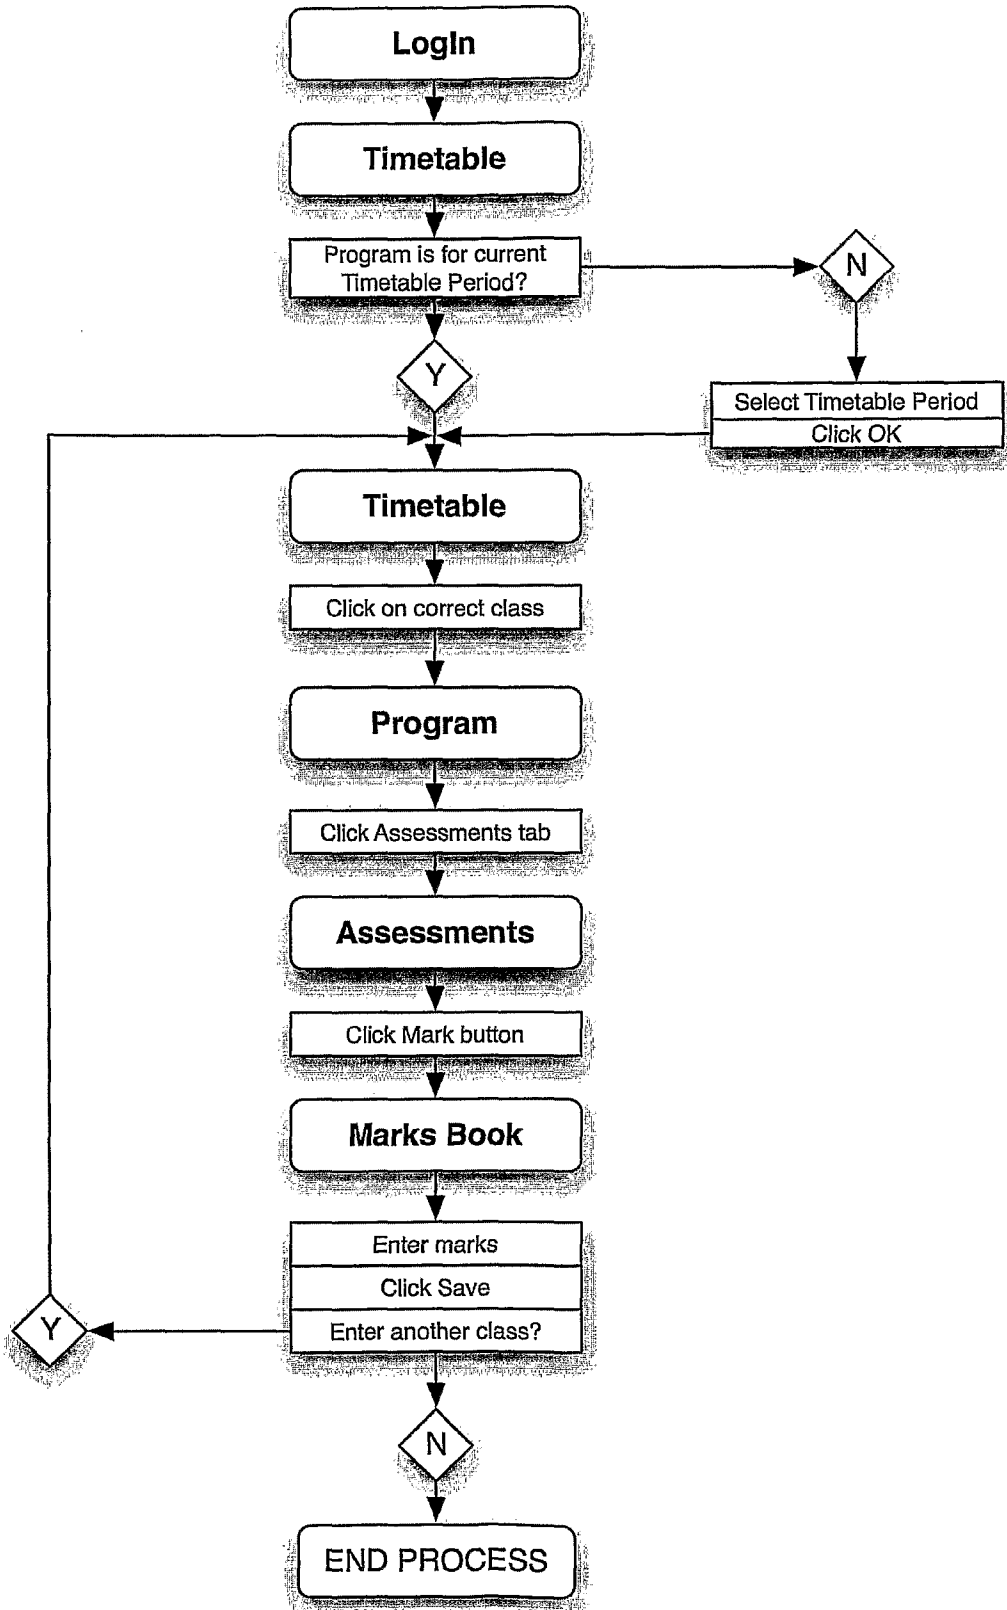 LogIn
Timetable
Program is for current
Timetable Period?
N
Y
Select Timetable Period
Click OK
Timetable
Click on correct class
Program
Click Assessments tab
Assessments
Click Mark button
Marks Book
Enter marks
Click Save
Enter another class?
Y
N
END PROCESS